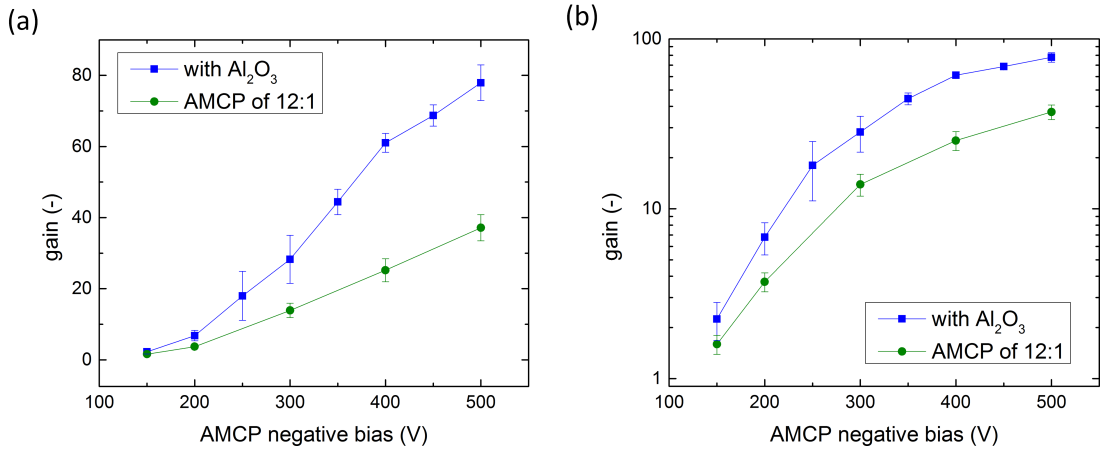 (a)
with Al₂O₃
AMCP of 12:1
80
60
40
20
0
100 200 300 400 500
gain (-)
AMCP negative bias (V)
(b)
100
10
1
with Al₂O₃
AMCP of 12:1
100 200 300 400 500
gain (-)
AMCP negative bias (V)